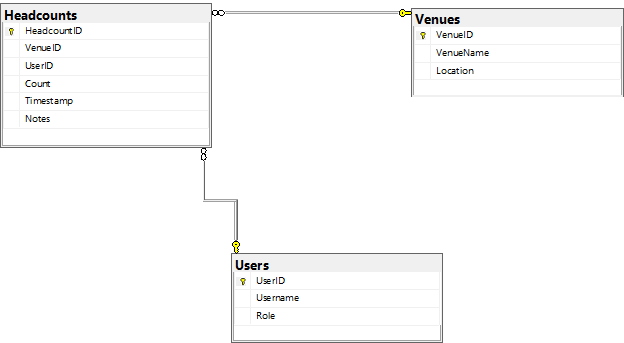 Headcounts
HeadcountID
VenueID
UserID
Count
Timestamp
Notes
Venues
VenueID
VenueName
Location
Users
UserID
Username
Role